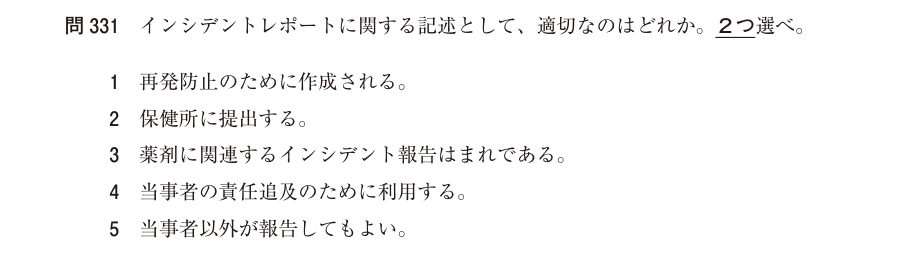 問331 インシデントレポートに関する記述として、適切なのはどれか。２つ選べ。
1 再発防止のために作成される。
2 保健所に提出する。
3 薬剤に関連するインシデント報告はまれである。
4 当事者の責任追及のために利用する。
5 当事者以外が報告してもよい。